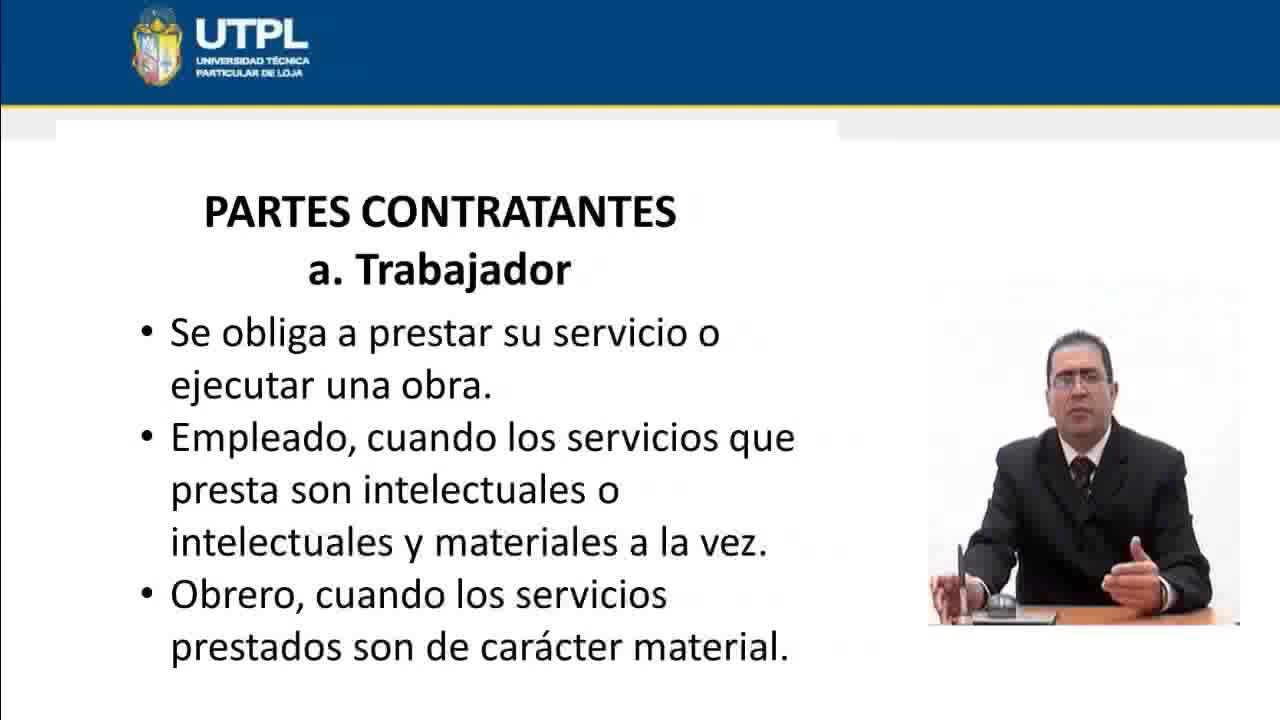 UTPL
UNIVERSIDAD TÉCNICA
PARTICULAR DE LOJA
PARTES CONTRATANTES
a. Trabajador
• Se obliga a prestar su servicio o
ejecutar una obra.
• Empleado, cuando los servicios que
presta son intelectuales o
intelectuales y materiales a la vez.
• Obrero, cuando los servicios
prestados son de carácter material.